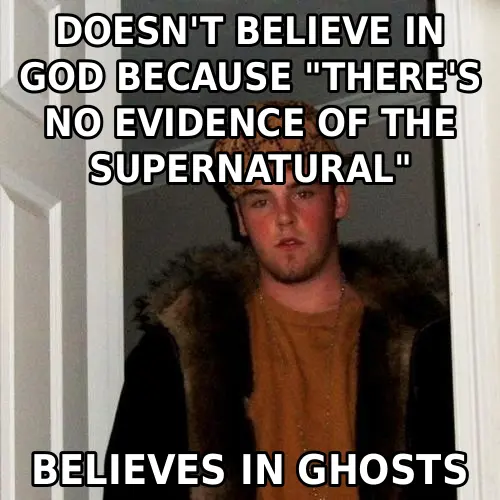 DOESN'T BELIEVE IN
GOD BECAUSE "THERE'S
NO EVIDENCE OF THE
SUPERNATURAL"
BELIEVES IN GHOSTS